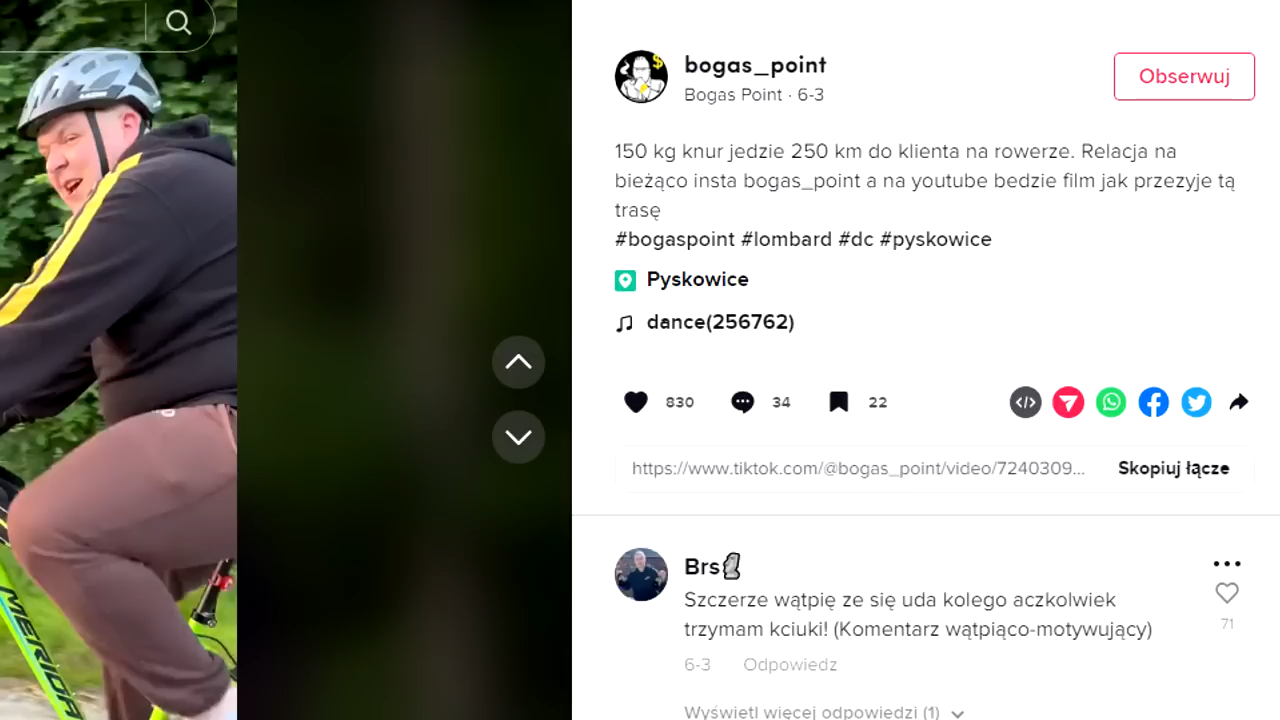 bogas_point
Bogas Point · 6-3
Obserwuj
150 kg knur jedzie 250 km do klienta na rowerze. Relacja na
bieżąco insta bogas_point a na youtube bedzie film jak przezyje tą
trasę
#bogaspoint #lombard #dc #pyskowice
Pyskowice
dance(256762)
830
34
22
https://www.tiktok.com/@bogas_point/video/7240309...
Skopiuj łącze
Brs🗿
Szczerze wątpię ze się uda kolego aczkolwiek
trzymam kciuki! (Komentarz wątpiąco-motywujący)
71
6-3 Odpowiedz
Wyświetl więcej odpowiedzi (1)
MERIDA